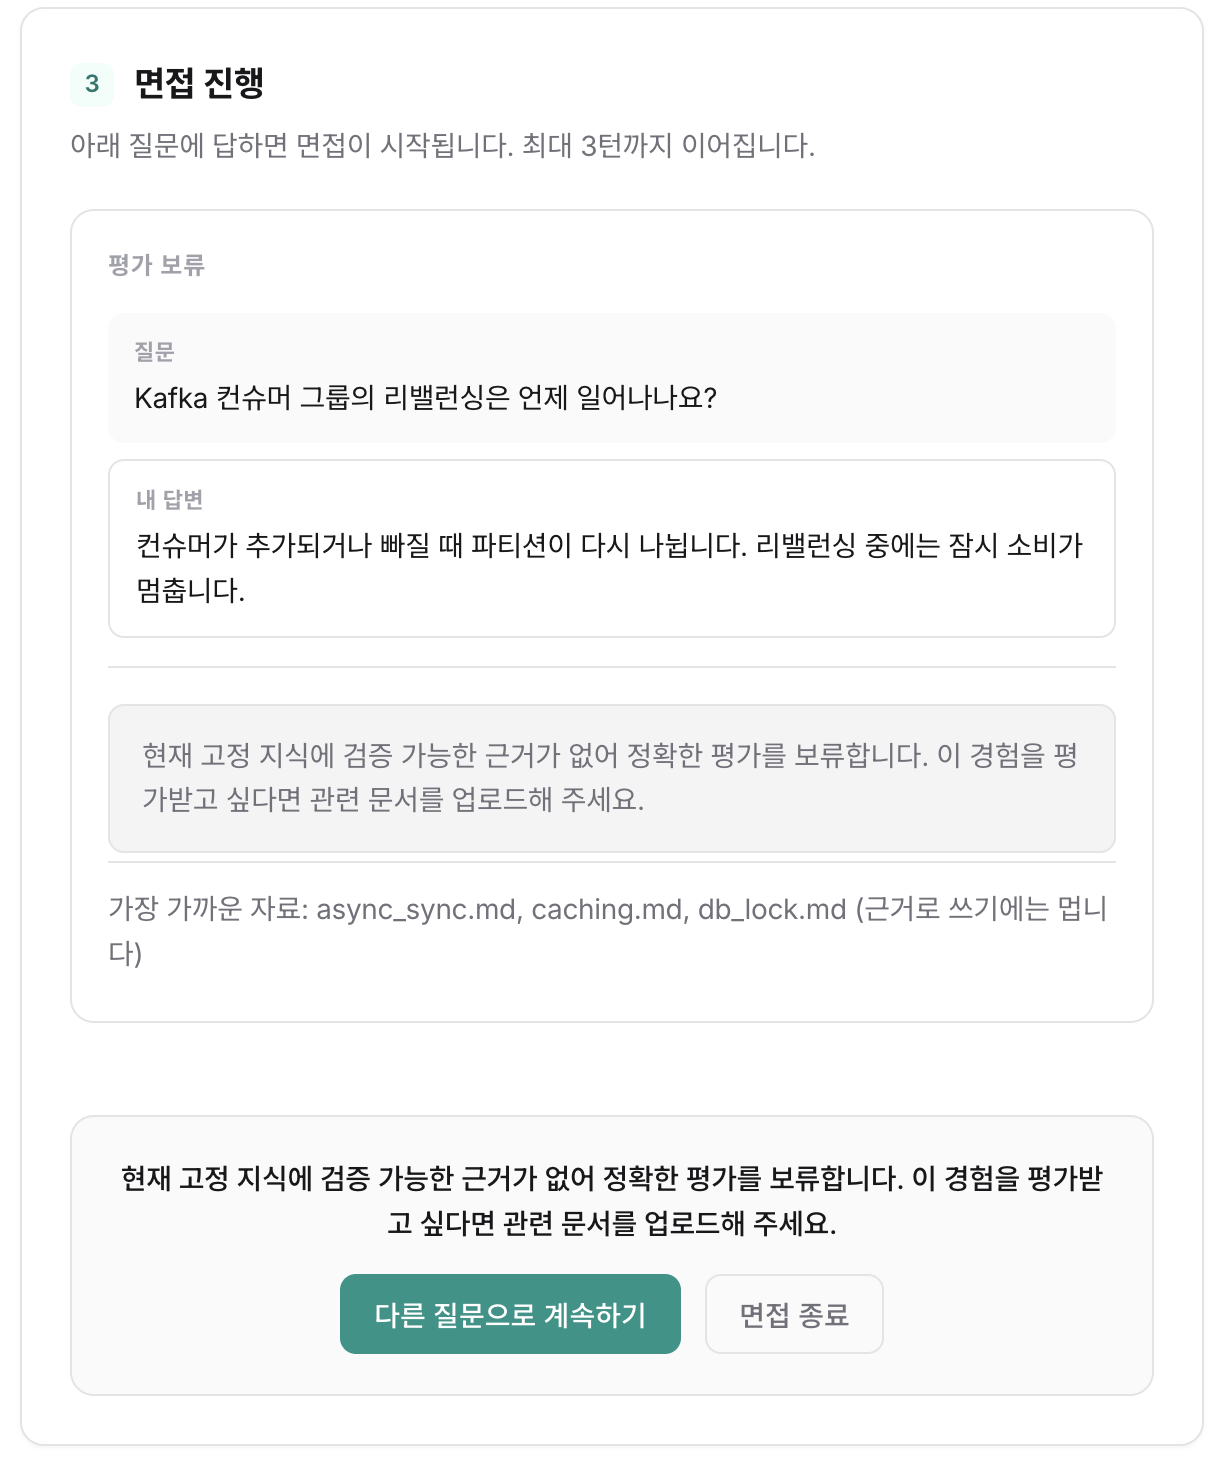 3 면접 진행
아래 질문에 답하면 면접이 시작됩니다. 최대 3턴까지 이어집니다.
평가 보류
질문
Kafka 컨슈머 그룹의 리밸런싱은 언제 일어나나요?
내 답변
컨슈머가 추가되거나 빠질 때 파티션이 다시 나뉩니다. 리밸런싱 중에는 잠시 소비가
멈춥니다.
현재 고정 지식에 검증 가능한 근거가 없어 정확한 평가를 보류합니다. 이 경험을 평
가받고 싶다면 관련 문서를 업로드해 주세요.
가장 가까운 자료: async_sync.md, caching.md, db_lock.md (근거로 쓰기에는 멉니
다)
현재 고정 지식에 검증 가능한 근거가 없어 정확한 평가를 보류합니다. 이 경험을 평가받
고 싶다면 관련 문서를 업로드해 주세요.
다른 질문으로 계속하기 면접 종료